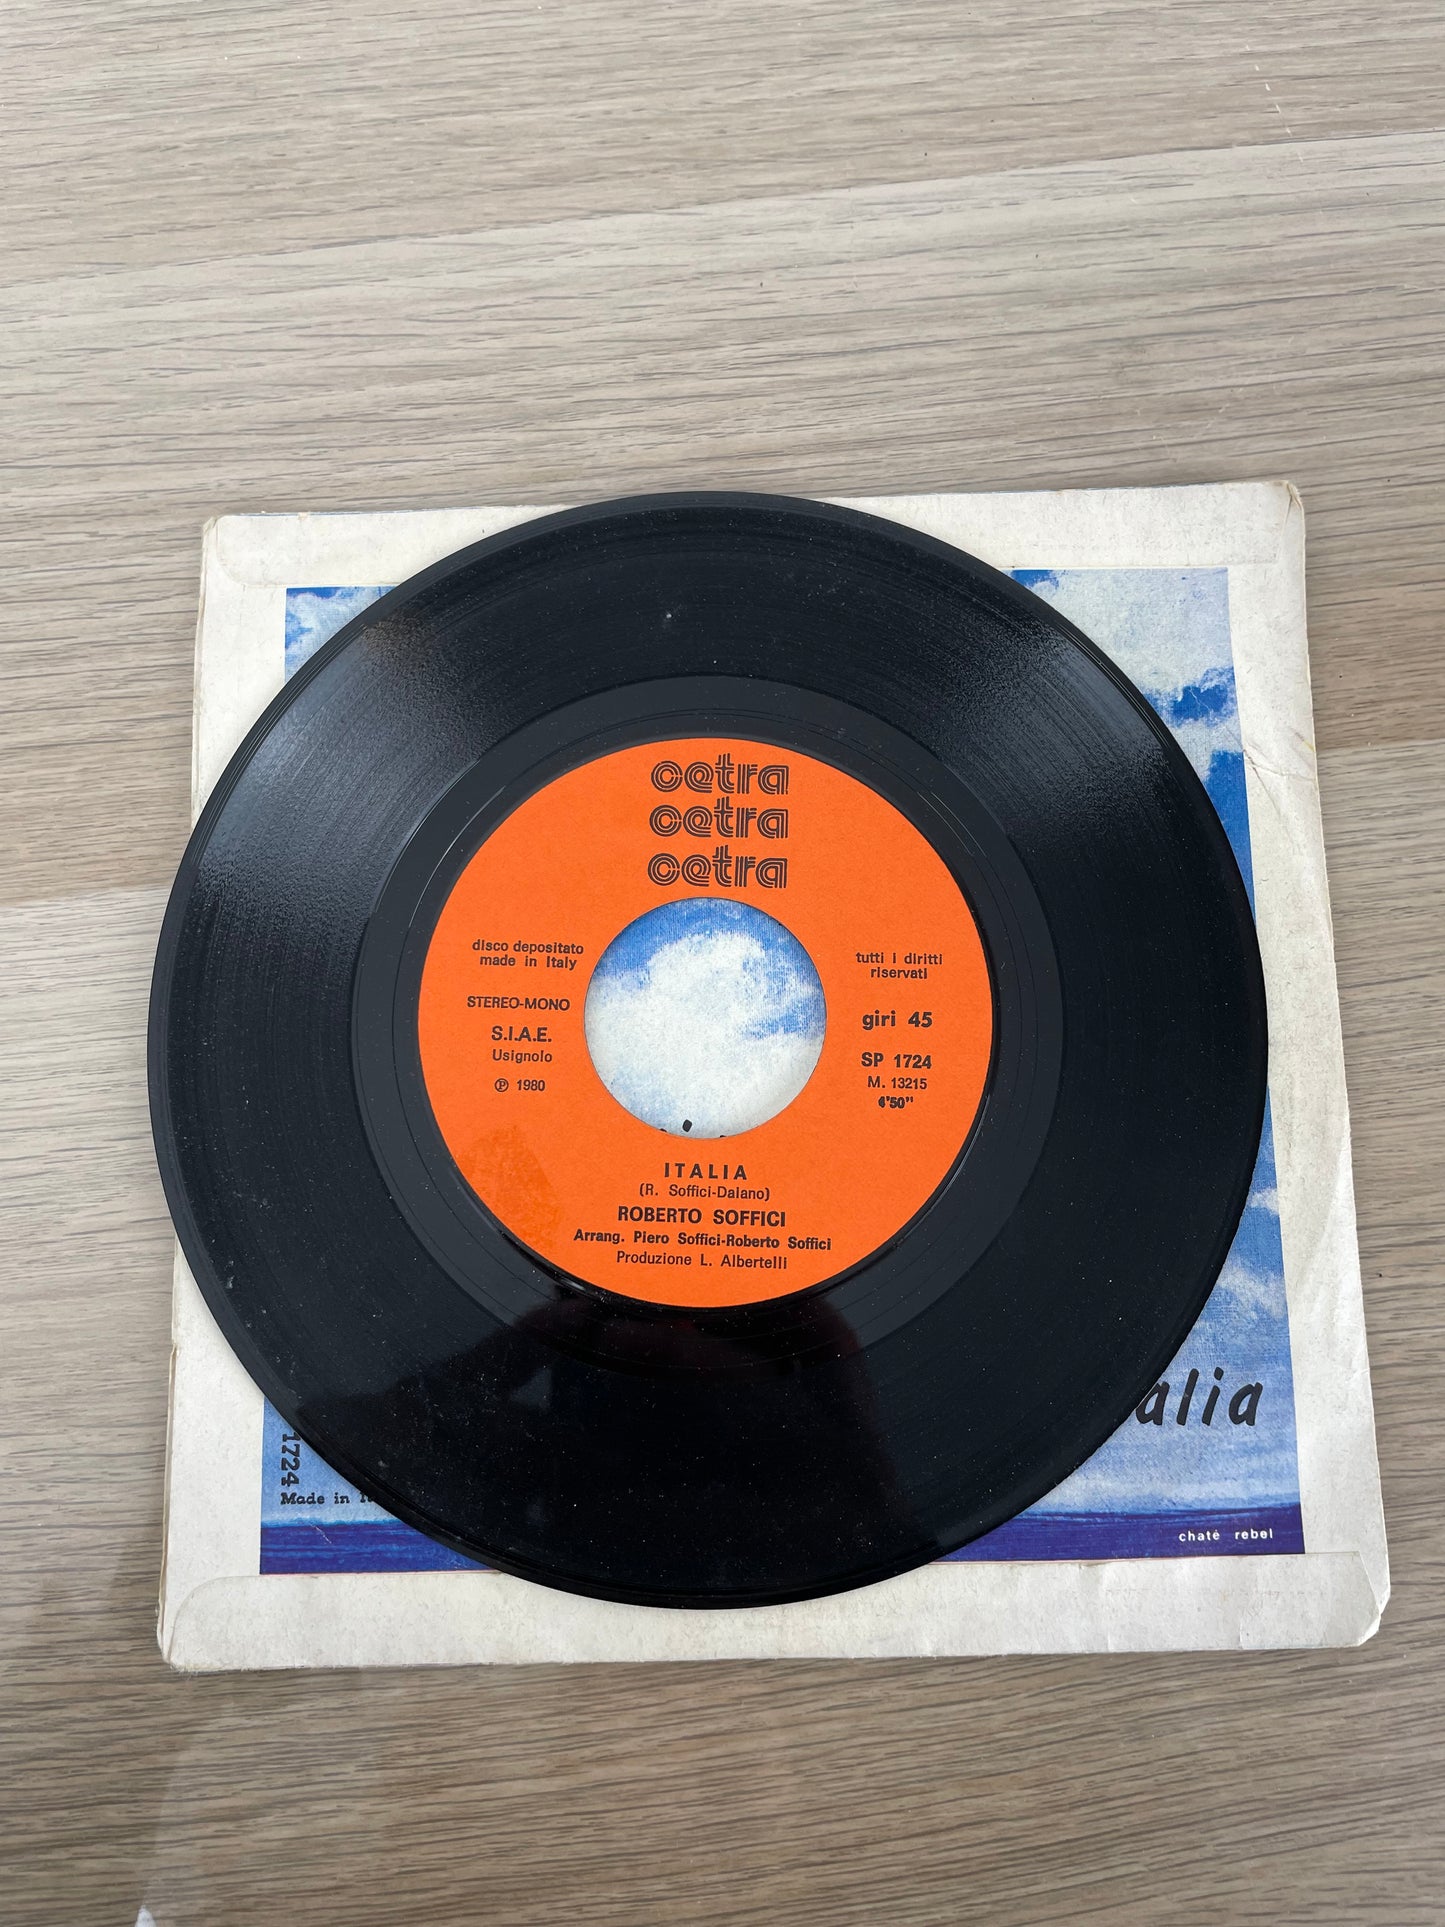 cetra
cetra
cetra
disco depositato
made in Italy
STEREO-MONO
S.I.A.E.
Usignolo
Ⓟ 1980
tutti i diritti
riservati
giri 45
SP 1724
M. 13215
ITALIA
(R. Soffici-Dalano)
ROBERTO SOFFICI
Arrang. Piero Soffici-Roberto Soffici
Produzione L. Albertelli
alia
1724
Made in
chaté rebel